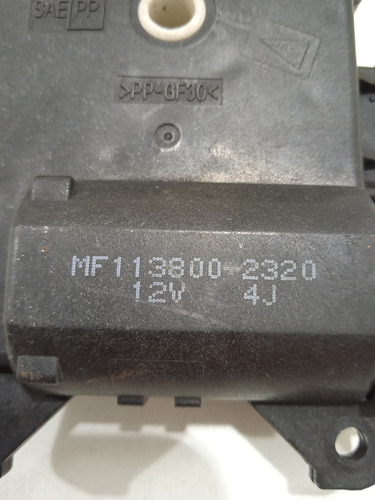 SAE PP
>PP-GF30<
MF113800-2320
12V 4J